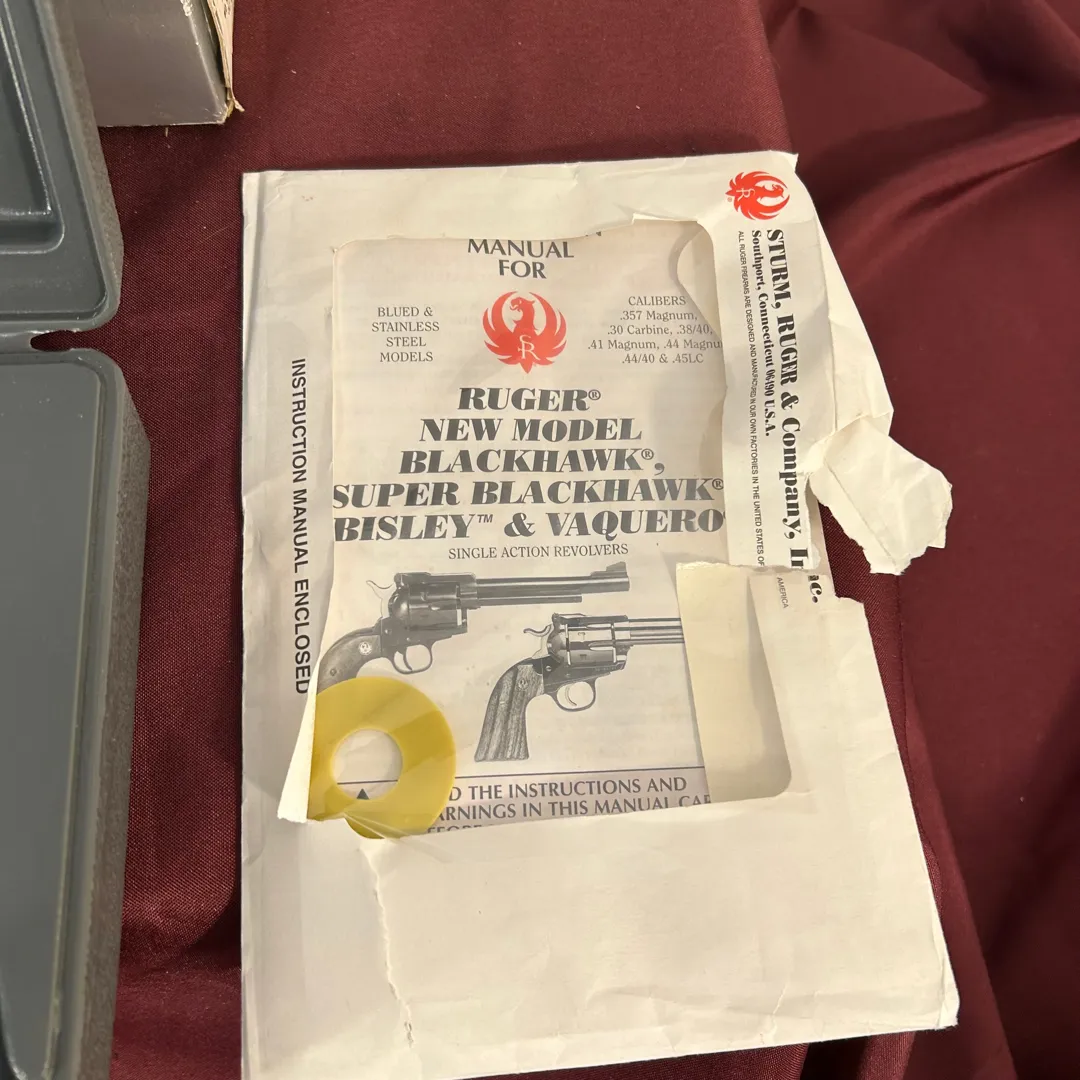 MANUAL
FOR
BLUED &
STAINLESS
STEEL
MODELS
CALIBERS
.357 Magnum,
.30 Carbine, .38/40,
.41 Magnum, .44 Magnu
.44/40 & .45LC
RUGER®
NEW MODEL
BLACKHAWK®,
SUPER BLACKHAWK®
BISLEY™ & VAQUERO
SINGLE ACTION REVOLVERS
D THE INSTRUCTIONS AND
ARNINGS IN THIS MANUAL CAR
INSTRUCTION MANUAL ENCLOSED
STURM, RUGER & Company, Inc.
Southport, Connecticut 06490 U.S.A.
ALL RUGER FIREARMS ARE DESIGNED AND MANUFACTURED IN OUR OWN FACTORIES IN THE UNITED STATES OF AMERICA